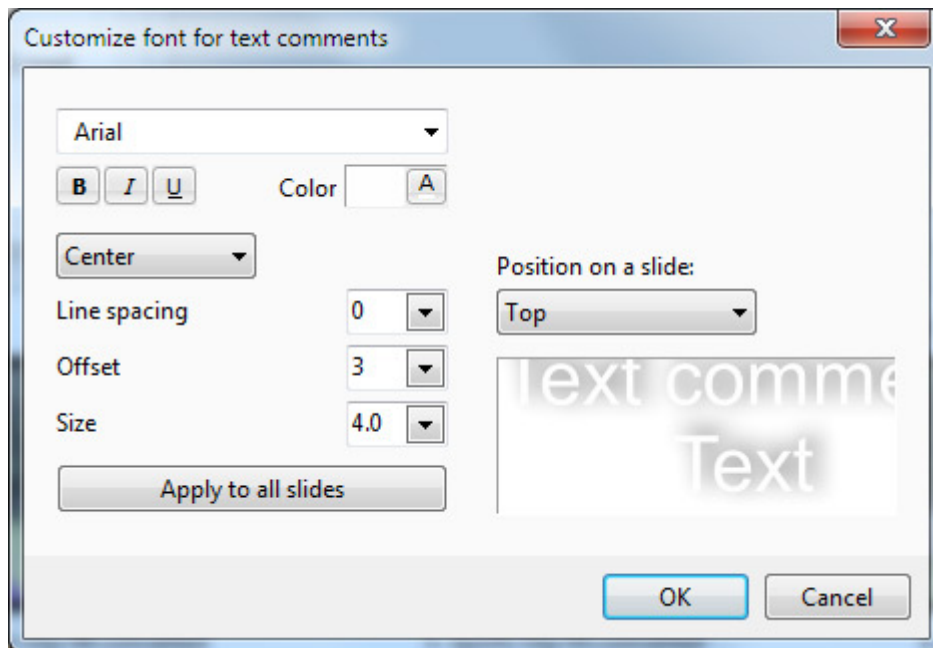 Customize font for text comments
Arial
B I U Color A
Center
Position on a slide:
Line spacing 0
Top
Offset 3
Text comme
Size 4.0
Text
Apply to all slides
OK Cancel